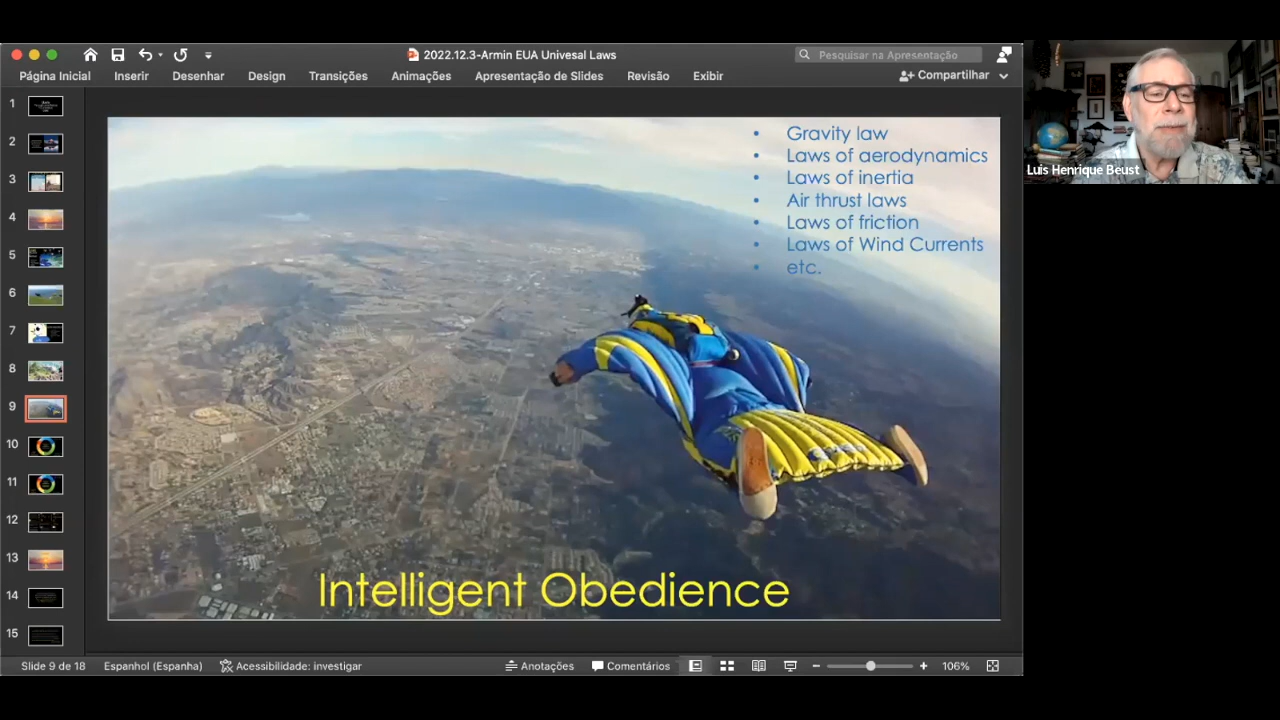 2022.12.3-Armin EUA Univesal Laws
Pesquisar na Apresentação
Página Inicial
Inserir
Desenhar
Design
Transições
Animações
Apresentação de Slides
Revisão
Exibir
Compartilhar
1
2
3
4
5
6
7
8
9
10
11
12
13
14
15
• Gravity law
• Laws of aerodynamics
• Laws of inertia
• Air thrust laws
• Laws of friction
• Laws of Wind Currents
• etc.
Intelligent Obedience
Luis Henrique Beust
Slide 9 de 18
Espanhol (Espanha)
Acessibilidade: investigar
Anotações
Comentários
106%